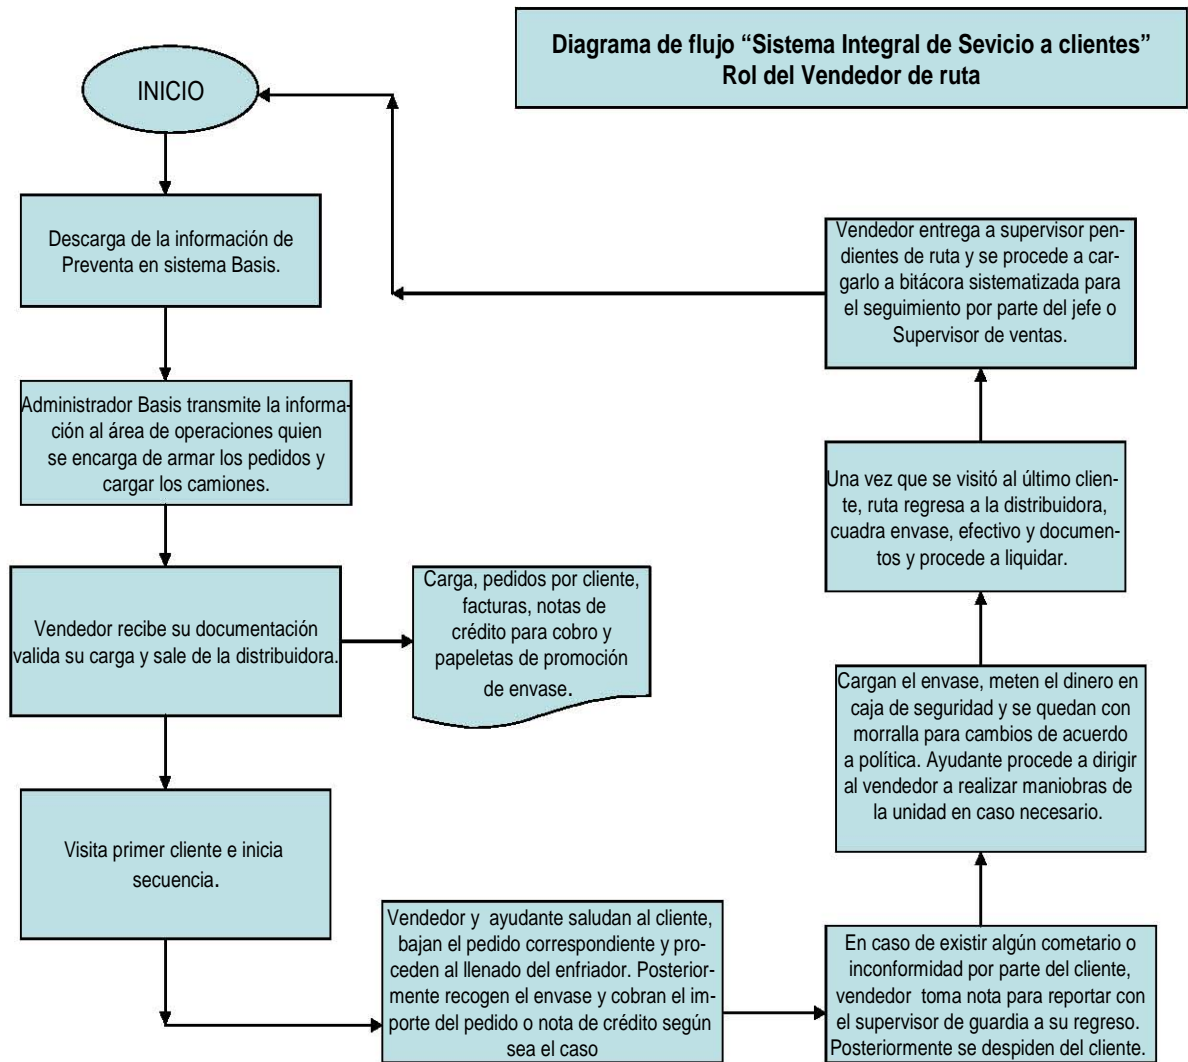 Diagrama de flujo “Sistema Integral de Sevicio a clientes”
Rol del Vendedor de ruta
INICIO
Descarga de la información de
Preventa en sistema Basis.
Administrador Basis transmite la informa-
ción al área de operaciones quien
se encarga de armar los pedidos y
cargar los camiones.
Vendedor recibe su documentación
valida su carga y sale de la distribuidora.
Carga, pedidos por cliente,
facturas, notas de
crédito para cobro y
papeletas de promoción
de envase.
Visita primer cliente e inicia
secuencia.
Vendedor y ayudante saludan al cliente,
bajan el pedido correspondiente y pro-
ceden al llenado del enfriador. Posterior-
mente recogen el envase y cobran el im-
porte del pedido o nota de crédito según
sea el caso
En caso de existir algún cometario o
inconformidad por parte del cliente,
vendedor toma nota para reportar con
el supervisor de guardia a su regreso.
Posteriormente se despiden del cliente.
Cargan el envase, meten el dinero en
caja de seguridad y se quedan con
morralla para cambios de acuerdo
a política. Ayudante procede a dirigir
al vendedor a realizar maniobras de
la unidad en caso necesario.
Una vez que se visitó al último clien-
te, ruta regresa a la distribuidora,
cuadra envase, efectivo y documen-
tos y procede a liquidar.
Vendedor entrega a supervisor pen-
dientes de ruta y se procede a car-
garlo a bitácora sistematizada para
el seguimiento por parte del jefe o
Supervisor de ventas.